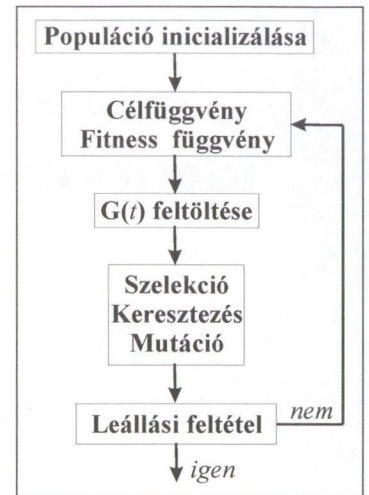 Populáció inicializálása
Célfüggvény
Fitness függvény
G(t) feltöltése
Szelekció
Keresztezés
Mutáció
Leállási feltétel
nem
igen